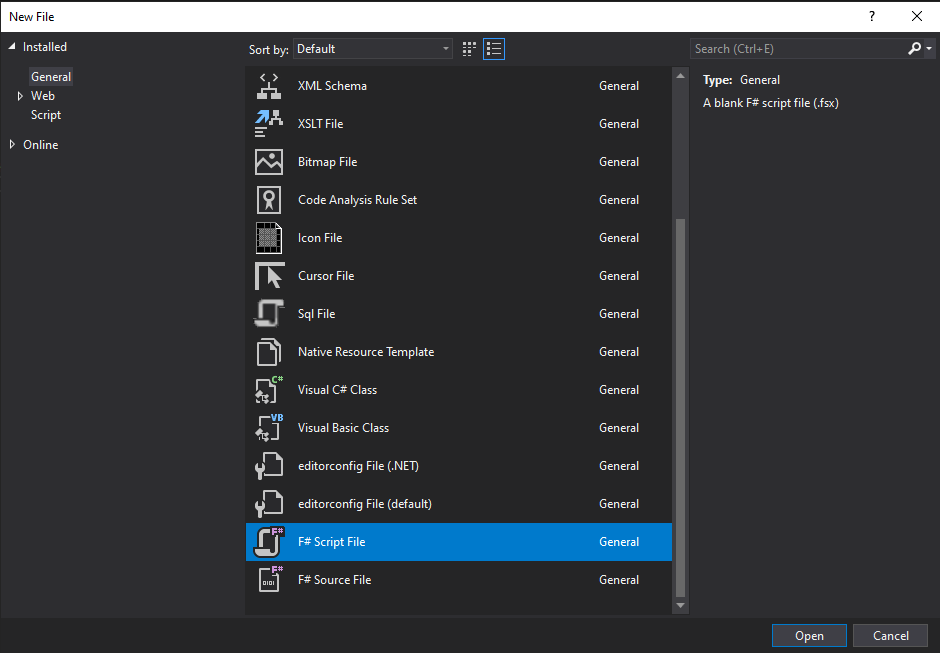 New File
?
Installed
General
Web
Script
Online
Sort by: Default
Search (Ctrl+E)
XML Schema General
XSLT File General
Bitmap File General
Code Analysis Rule Set General
Icon File General
Cursor File General
Sql File General
Native Resource Template General
C#
Visual C# Class General
VB
Visual Basic Class General
editorconfig File (.NET) General
editorconfig File (default) General
F#
F# Script File General
F#
F# Source File General
Type: General
A blank F# script file (.fsx)
Open
Cancel